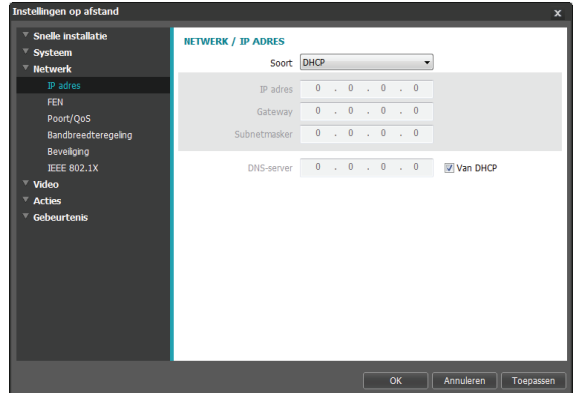 Instellingen op afstand x
Snelle installatie
Systeem
Netwerk
IP adres
FEN
Poort/QoS
Bandbreedteregeling
Beveiliging
IEEE 802.1X
Video
Acties
Gebeurtenis
NETWERK / IP ADRES
Soort DHCP
IP adres 0 . 0 . 0 . 0
Gateway 0 . 0 . 0 . 0
Subnetmasker 0 . 0 . 0 . 0
DNS-server 0 . 0 . 0 . 0 Van DHCP
OK Annuleren Toepassen